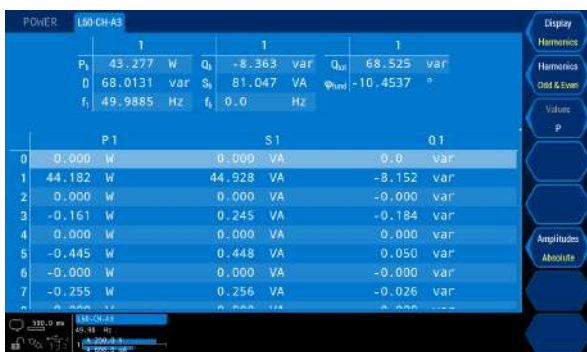 POWER L50-CH-A3
Display
Harmonics
1 1 1
P₁ 43.277 W Q₁ -8.363 var Qtot 68.525 var
D 68.0131 var S₁ 81.047 VA φfund -10.4537 °
f₁ 49.9885 Hz f₁ 0.0 Hz
Harmonics
Odd & Even
Values
P
P1 S1 Q1
0 0.000 W 0.000 VA 0.0 var
1 44.182 W 44.928 VA -8.152 var
2 0.000 W 0.000 VA -0.000 var
3 -0.161 W 0.245 VA -0.184 var
4 0.000 W 0.000 VA 0.000 var
5 -0.445 W 0.448 VA 0.050 var
6 -0.000 W 0.000 VA -0.000 var
7 -0.255 W 0.256 VA -0.026 var
Amplitudes
Absolute
L50-CH-A3
49.98 Hz
1 A 250.0 V